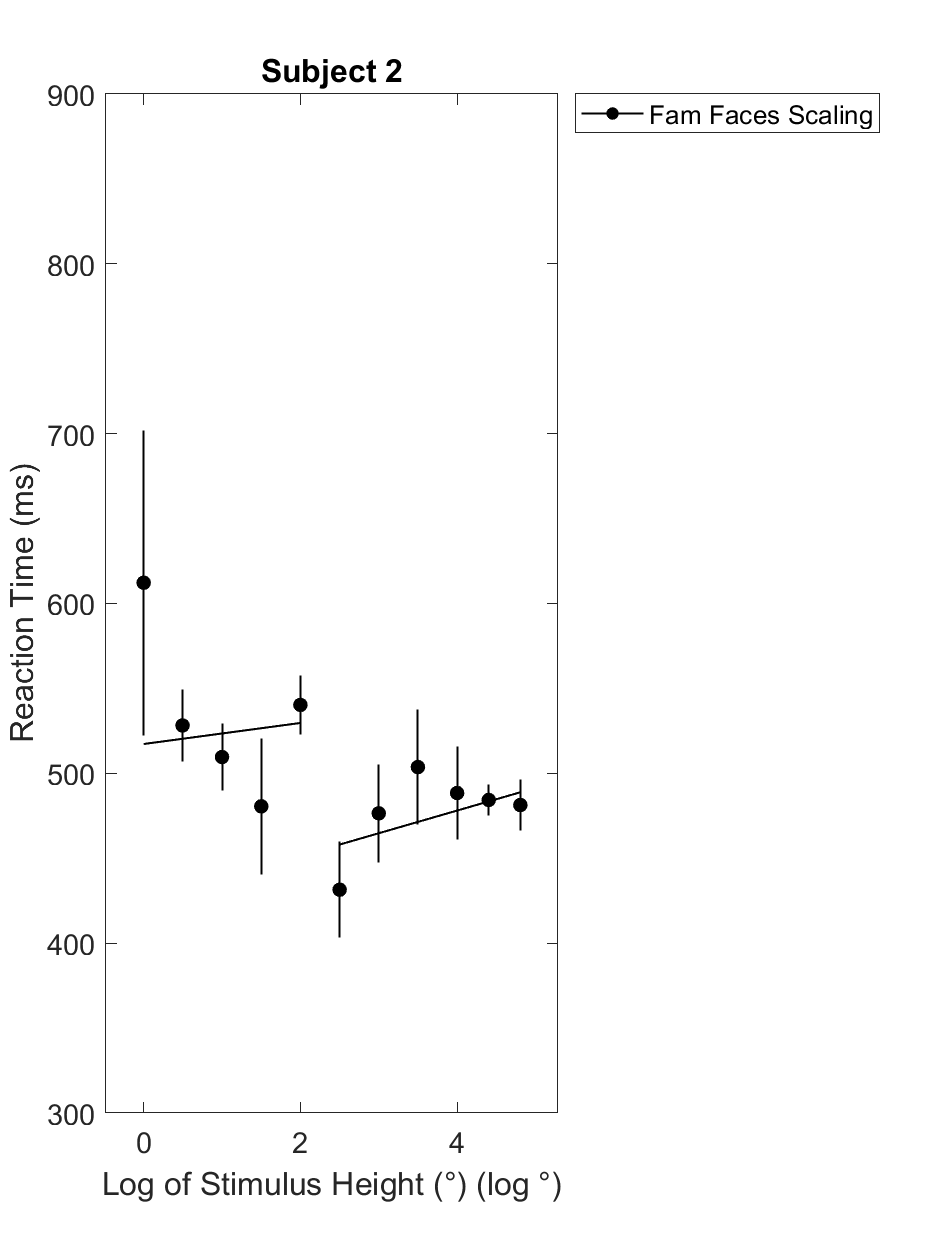 Subject 2
Fam Faces Scaling
900
800
700
600
500
400
300
Reaction Time (ms)
0 2 4
Log of Stimulus Height (°) (log °)